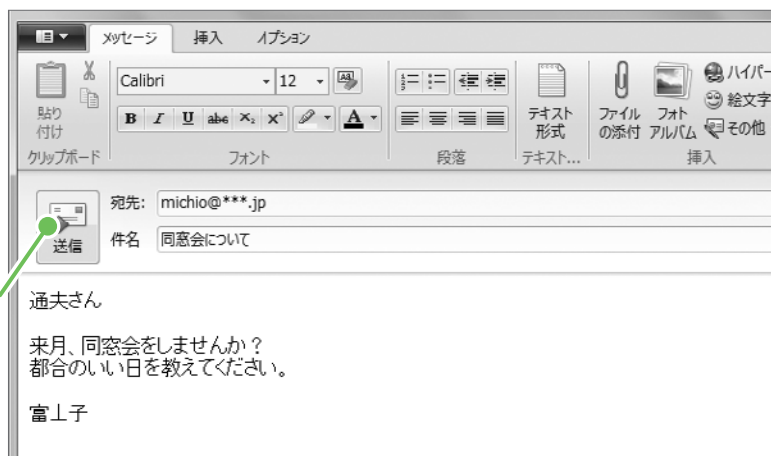 メッセージ 挿入 オプション
Calibri 12
貼り付け
B I U abc X₂ X² A
テキスト形式
ファイルの添付
フォトアルバム
ハイパー
絵文字
その他
クリップボード フォント 段落 テキスト... 挿入
送信
宛先: michio@***.jp
件名 同窓会について
通夫さん
来月、同窓会をしませんか？
都合のいい日を教えてください。
富士子